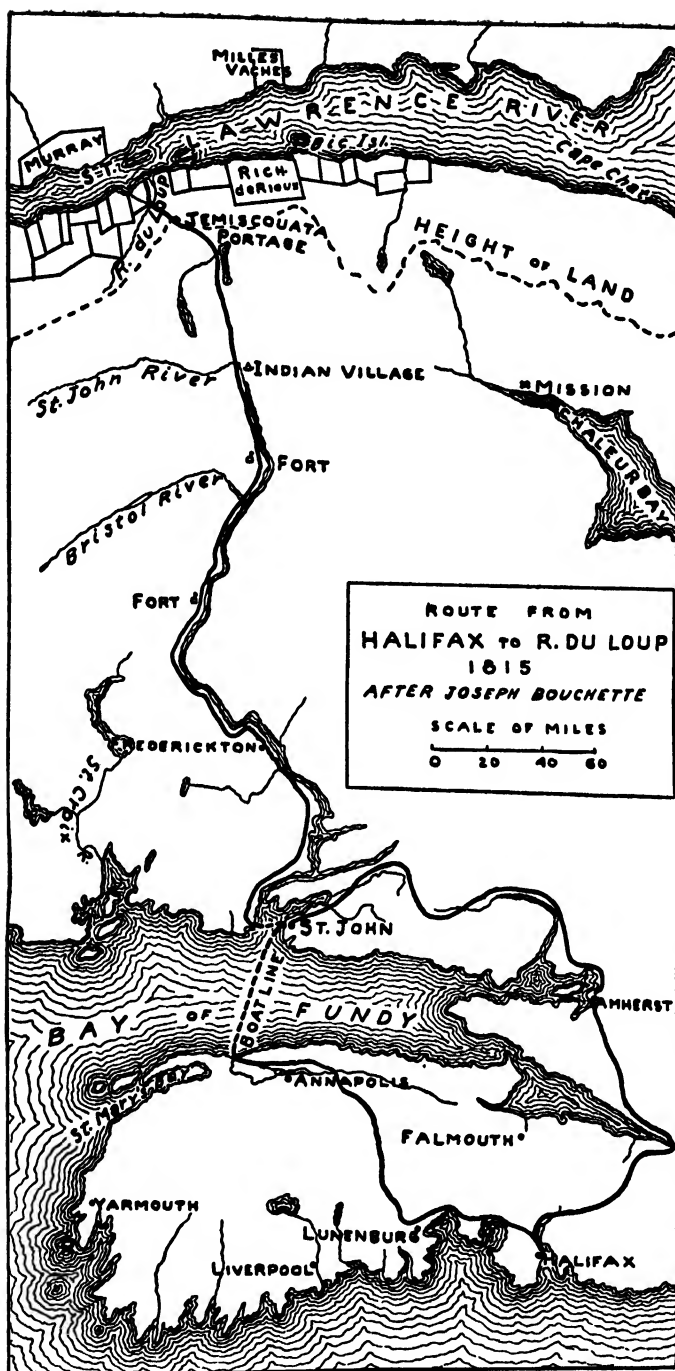 MILLES
VACHES
ST. LAWRENCE RIVER
MURRAY
Bic Isl.
Cape Chat
RICH
deRIOUS
R. du LOUP
TEMISCOUATA
PORTAGE
HEIGHT OF LAND
St. John River
INDIAN VILLAGE
MISSION
CHALEUR BAY
FORT
Bristol River
FORT
ROUTE FROM
HALIFAX TO R. DU LOUP
1815
AFTER JOSEPH BOUCHETTE
SCALE OF MILES
0 20 40 60
FREDERICKTON
St. Croix R.
ST. JOHN
BOAT LINE
BAY OF FUNDY
AMHERST
ANNAPOLIS
St. Mary's Bay
FALMOUTH
YARMOUTH
LUNENBURG
LIVERPOOL
HALIFAX